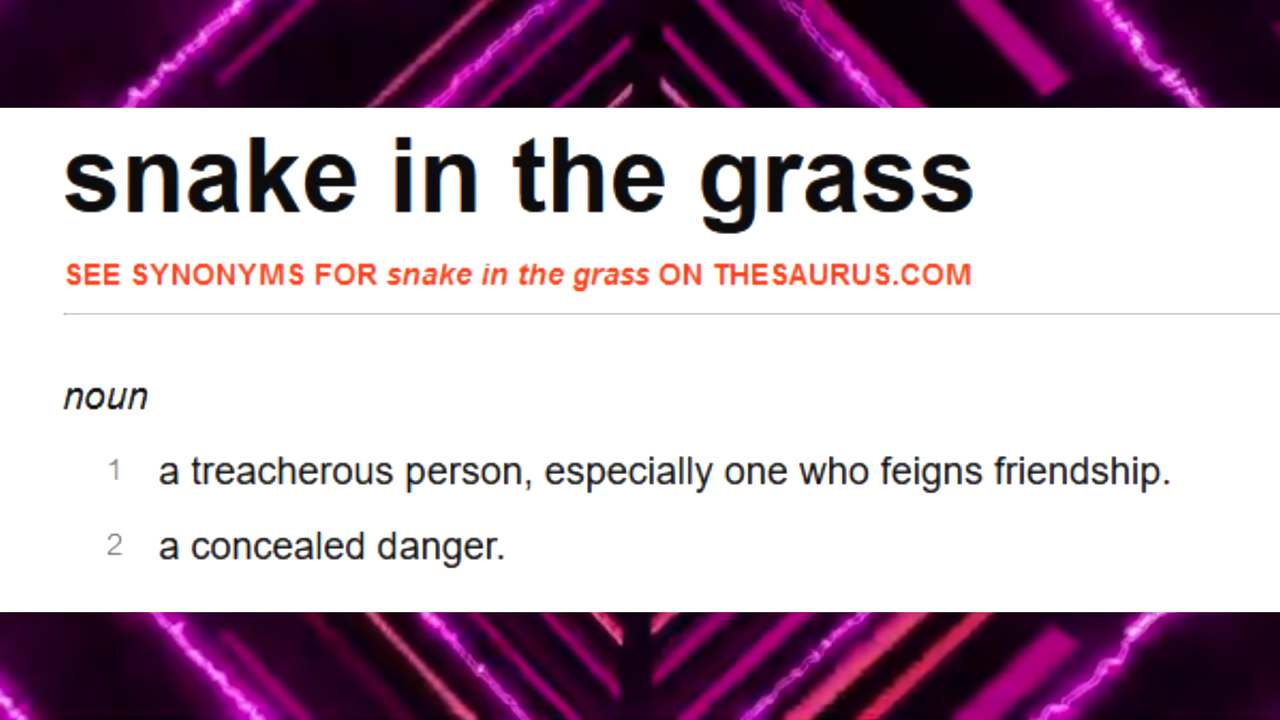 snake in the grass
SEE SYNONYMS FOR snake in the grass ON THESAURUS.COM
noun
1 a treacherous person, especially one who feigns friendship.
2 a concealed danger.